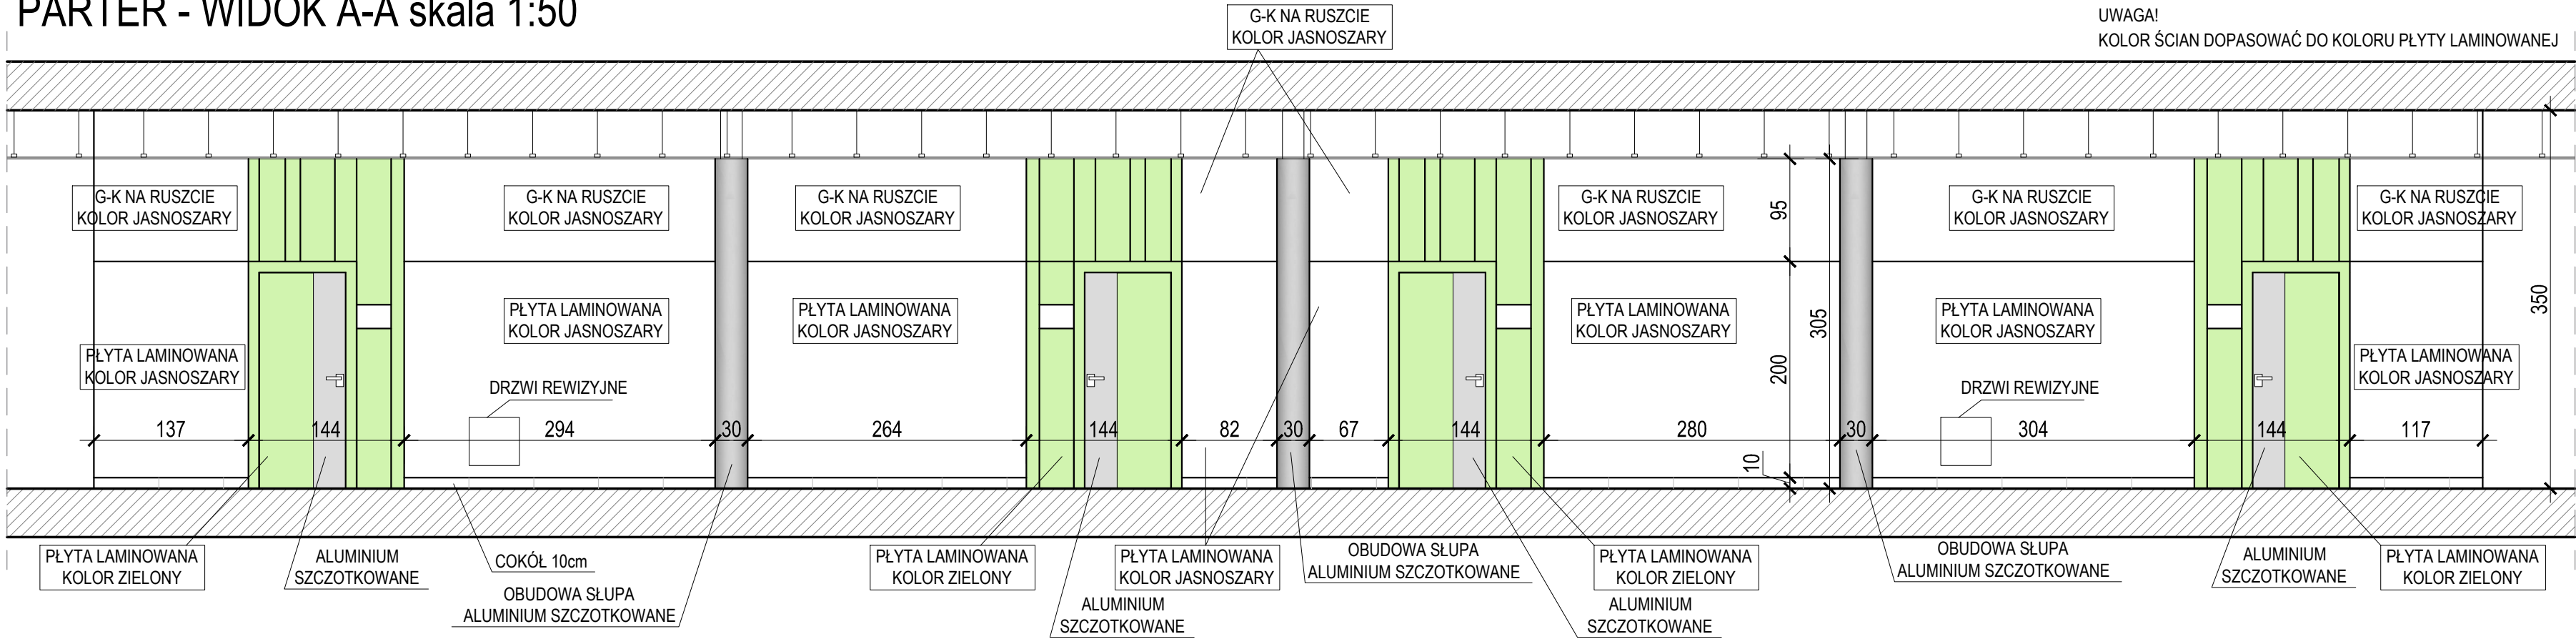 PARTER - WIDOK A-A skala 1:50
G-K NA RUSZCIE
KOLOR JASNOSZARY
UWAGA!
KOLOR ŚCIAN DOPASOWAĆ DO KOLORU PŁYTY LAMINOWANEJ
G-K NA RUSZCIE
KOLOR JASNOSZARY
G-K NA RUSZCIE
KOLOR JASNOSZARY
G-K NA RUSZCIE
KOLOR JASNOSZARY
G-K NA RUSZCIE
KOLOR JASNOSZARY
95
G-K NA RUSZCIE
KOLOR JASNOSZARY
G-K NA RUSZCIE
KOLOR JASNOSZARY
PŁYTA LAMINOWANA
KOLOR JASNOSZARY
PŁYTA LAMINOWANA
KOLOR JASNOSZARY
PŁYTA LAMINOWANA
KOLOR JASNOSZARY
PŁYTA LAMINOWANA
KOLOR JASNOSZARY
200
305
PŁYTA LAMINOWANA
KOLOR JASNOSZARY
PŁYTA LAMINOWANA
KOLOR JASNOSZARY
350
DRZWI REWIZYJNE
DRZWI REWIZYJNE
137
144
294
30
264
144
82
30
67
144
280
10
30
304
144
117
PŁYTA LAMINOWANA
KOLOR ZIELONY
ALUMINIUM
SZCZOTKOWANE
COKÓŁ 10cm
OBUDOWA SŁUPA
ALUMINIUM SZCZOTKOWANE
PŁYTA LAMINOWANA
KOLOR ZIELONY
ALUMINIUM
SZCZOTKOWANE
PŁYTA LAMINOWANA
KOLOR JASNOSZARY
OBUDOWA SŁUPA
ALUMINIUM SZCZOTKOWANE
ALUMINIUM
SZCZOTKOWANE
PŁYTA LAMINOWANA
KOLOR ZIELONY
OBUDOWA SŁUPA
ALUMINIUM SZCZOTKOWANE
ALUMINIUM
SZCZOTKOWANE
PŁYTA LAMINOWANA
KOLOR ZIELONY